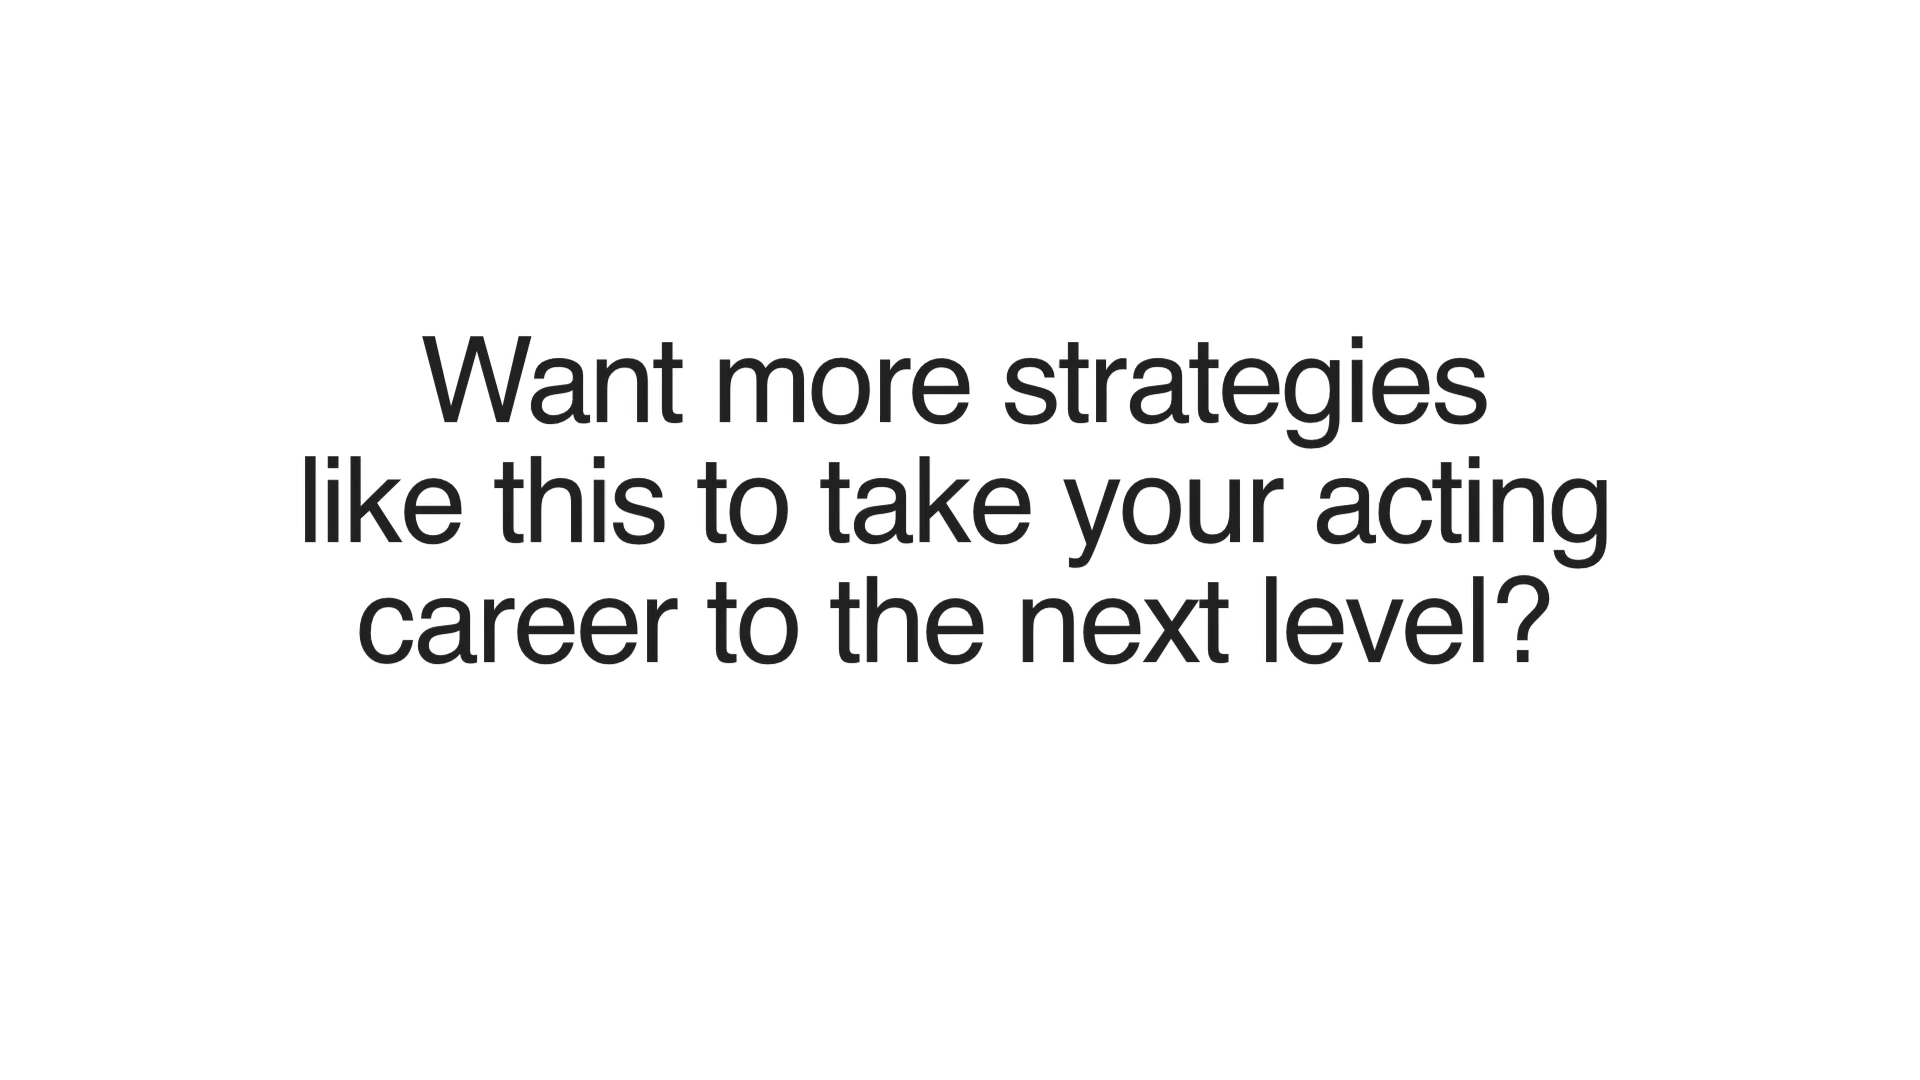 Want more strategies
like this to take your acting
career to the next level?